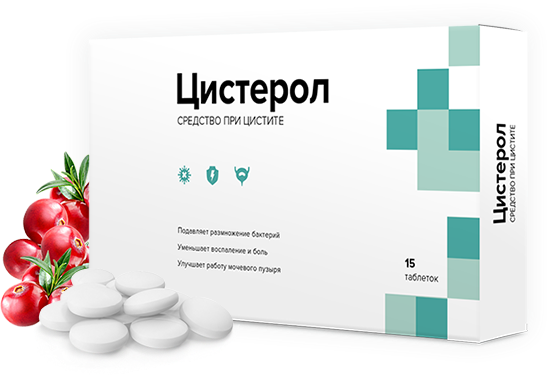 Цистерол
СРЕДСТВО ПРИ ЦИСТИТЕ
Подавляет размножение бактерий
Уменьшает воспаление и боль
Улучшает работу мочевого пузыря
15
таблеток
Цистерол
СРЕДСТВО ПРИ ЦИСТИТЕ